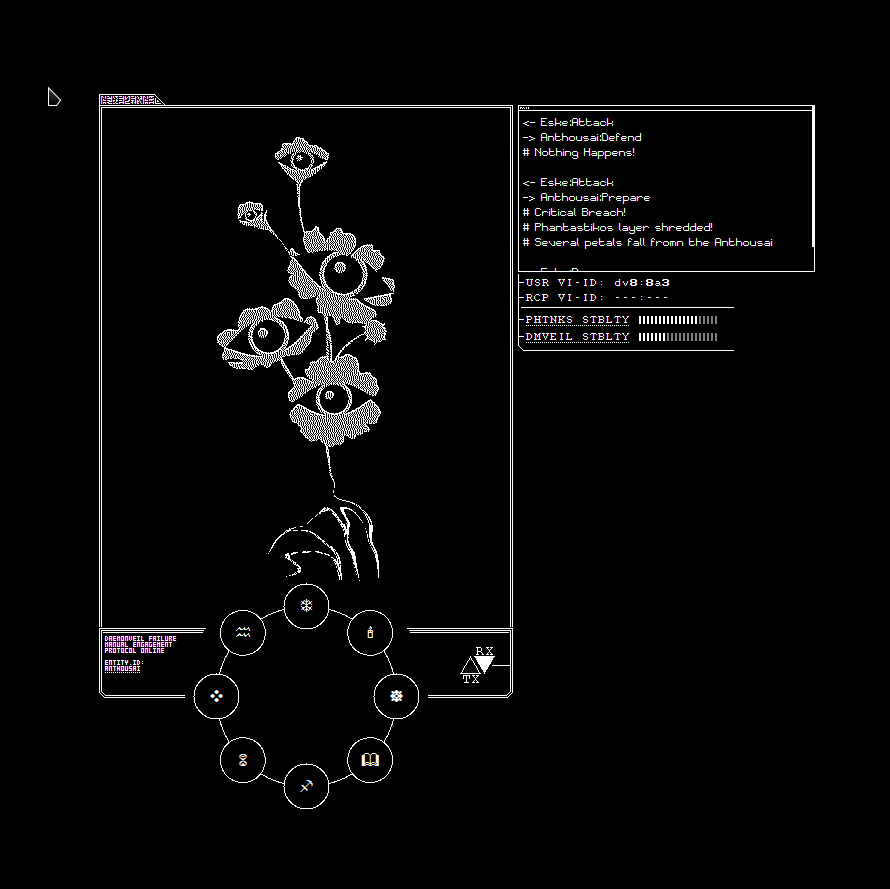 <- Eske:Attack
-> Anthousai:Defend
# Nothing Happens!
<- Eske:Attack
-> Anthousai:Prepare
# Critical Breach!
# Phantastikos layer shredded!
# Several petals fall fromn the Anthousai
USR VI-ID: dv8:8a3
RCP VI-ID: ---:---
PHTNKS STBLTY
DMVEIL STBLTY
DAEMONVEIL FAILURE
MANUAL ENGAGEMENT
PROTOCOL ONLINE
ENTITY ID:
ANTHOUSAI
RX
TX